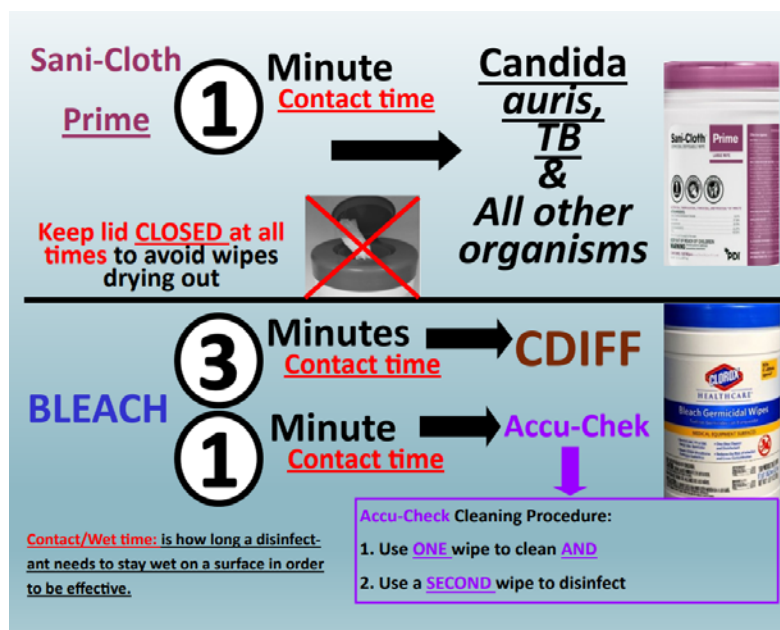 Sani-Cloth
Prime
1
Minute
Contact time
Candida
auris,
TB
&
All other
organisms
Sani-Cloth Prime
PDI
Keep lid CLOSED at all
times to avoid wipes
drying out
BLEACH
3
Minutes
Contact time
CDIFF
1
Minute
Contact time
Accu-Chek
CLOROX
HEALTHCARE
Bleach Germicidal Wipes
Contact/Wet time: is how long a disinfect-
ant needs to stay wet on a surface in order
to be effective.
Accu-Check Cleaning Procedure:
1. Use ONE wipe to clean AND
2. Use a SECOND wipe to disinfect